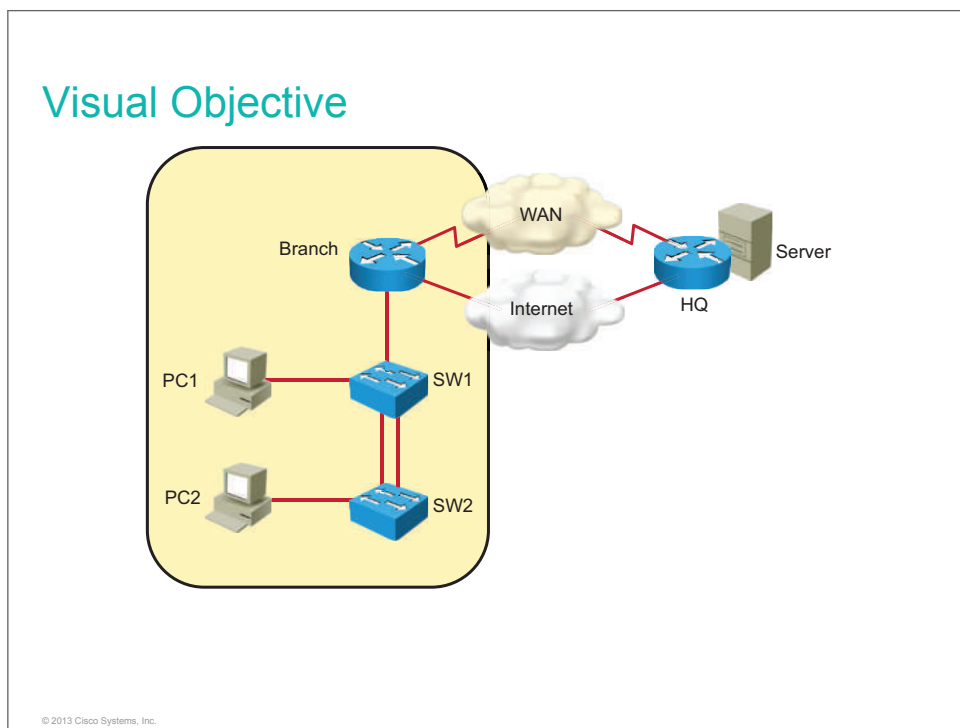 Visual Objective
WAN
Branch
Server
Internet
HQ
PC1
SW1
PC2
SW2
© 2013 Cisco Systems, Inc.